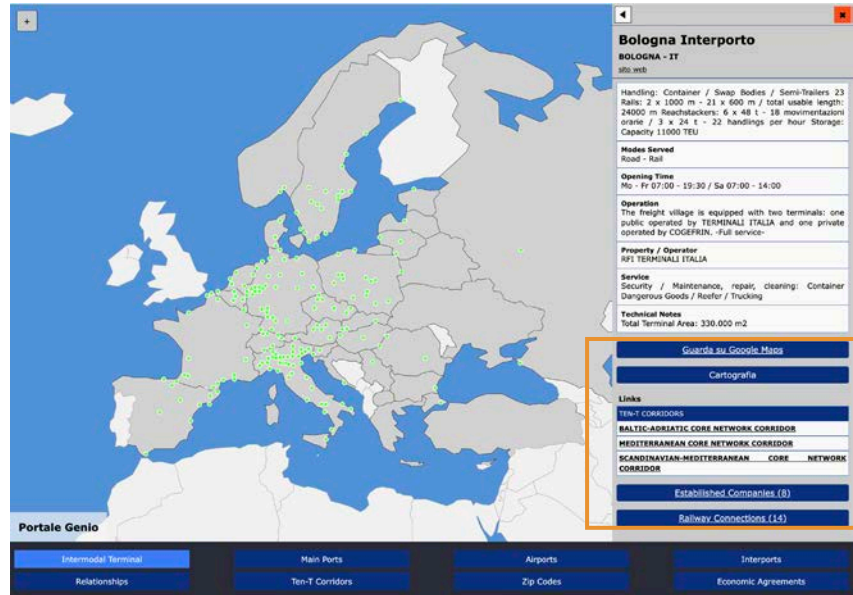 +
Bologna Interporto
BOLOGNA - IT
sito web
Handling: Container / Swap Bodies / Semi-Trailers 23
Rails: 2 x 1000 m - 21 x 600 m / total usable length:
24000 m Reachstackers: 6 x 48 t - 18 movimentazioni
orarie / 3 x 24 t - 22 handlings per hour Storage:
Capacity 11000 TEU
Modes Served
Road - Rail
Opening Time
Mo - Fr 07:00 - 19:30 / Sa 07:00 - 14:00
Operation
The freight village is equipped with two terminals: one
public operated by TERMINALI ITALIA and one private
operated by COGEFRIN. -Full service-
Property / Operator
RFI TERMINALI ITALIA
Service
Security / Maintenance, repair, cleaning: Container
Dangerous Goods / Reefer / Trucking
Technical Notes
Total Terminal Area: 330.000 m2
Guarda su Google Maps
Cartografia
Links
TEN-T CORRIDORS
BALTIC-ADRIATIC CORE NETWORK CORRIDOR
MEDITERRANEAN CORE NETWORK CORRIDOR
SCANDINAVIAN-MEDITERRANEAN CORE NETWORK
CORRIDOR
Established Companies (8)
Railway Connections (14)
Portale Genio
Intermodal Terminal
Main Ports
Airports
Interports
Relationships
Ten-T Corridors
Zip Codes
Economic Agreements